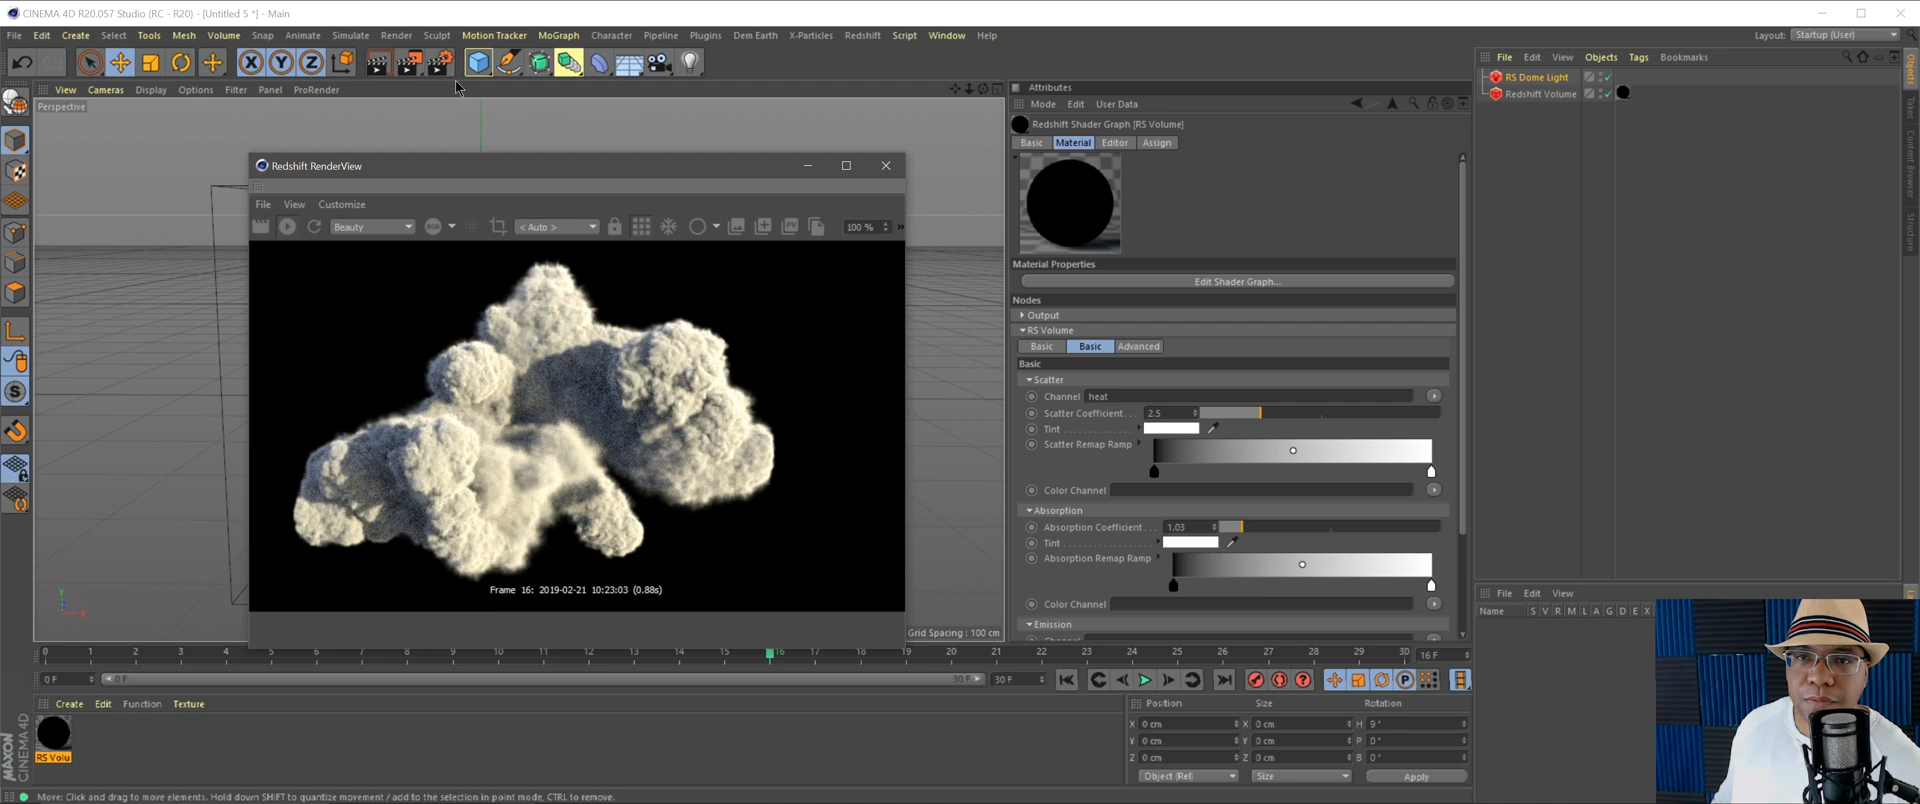 CINEMA 4D R20.057 Studio (RC - R20) - [Untitled 5 *] - Main
File Edit Create Select Tools Mesh Volume Snap Animate Simulate Render Sculpt Motion Tracker MoGraph Character Pipeline Plugins Dem Earth X-Particles Redshift Script Window Help
Layout: Startup (User)
File Edit View Objects Tags Bookmarks
RS Dome Light
Redshift Volume
Objects
Takes
Content Browser
Structure
View Cameras Display Options Filter Panel ProRender
Perspective
Redshift RenderView
File View Customize
Beauty
RGB
< Auto >
100 %
Frame 16: 2019-02-21 10:23:03 (0.88s)
Grid Spacing : 100 cm
Y
X
Attributes
Mode Edit User Data
Redshift Shader Graph [RS Volume]
Basic Material Editor Assign
Material Properties
Edit Shader Graph...
Nodes
Output
RS Volume
Basic Basic Advanced
Basic
Scatter
Channel heat
Scatter Coefficient . . . 2.5
Tint
Scatter Remap Ramp
Color Channel
Absorption
Absorption Coefficient . . . 1.03
Tint
Absorption Remap Ramp
Color Channel
Emission
File Edit View
Name S V R M L A G D E X
0 1 2 3 4 5 6 7 8 9 10 11 12 13 14 15 16 17 18 19 20 21 22 23 24 25 26 27 28 29 30 16 F
0 F 0 F 30 F 30 F
Create Edit Function Texture
RS Volu
Position Size Rotation
X 0 cm X 0 cm H 9 °
Y 0 cm Y 0 cm P 0 °
Z 0 cm Z 0 cm B 0 °
Object (Rel) Size Apply
MAXON CINEMA 4D
Move: Click and drag to move elements. Hold down SHIFT to quantize movement / add to the selection in point mode, CTRL to remove.